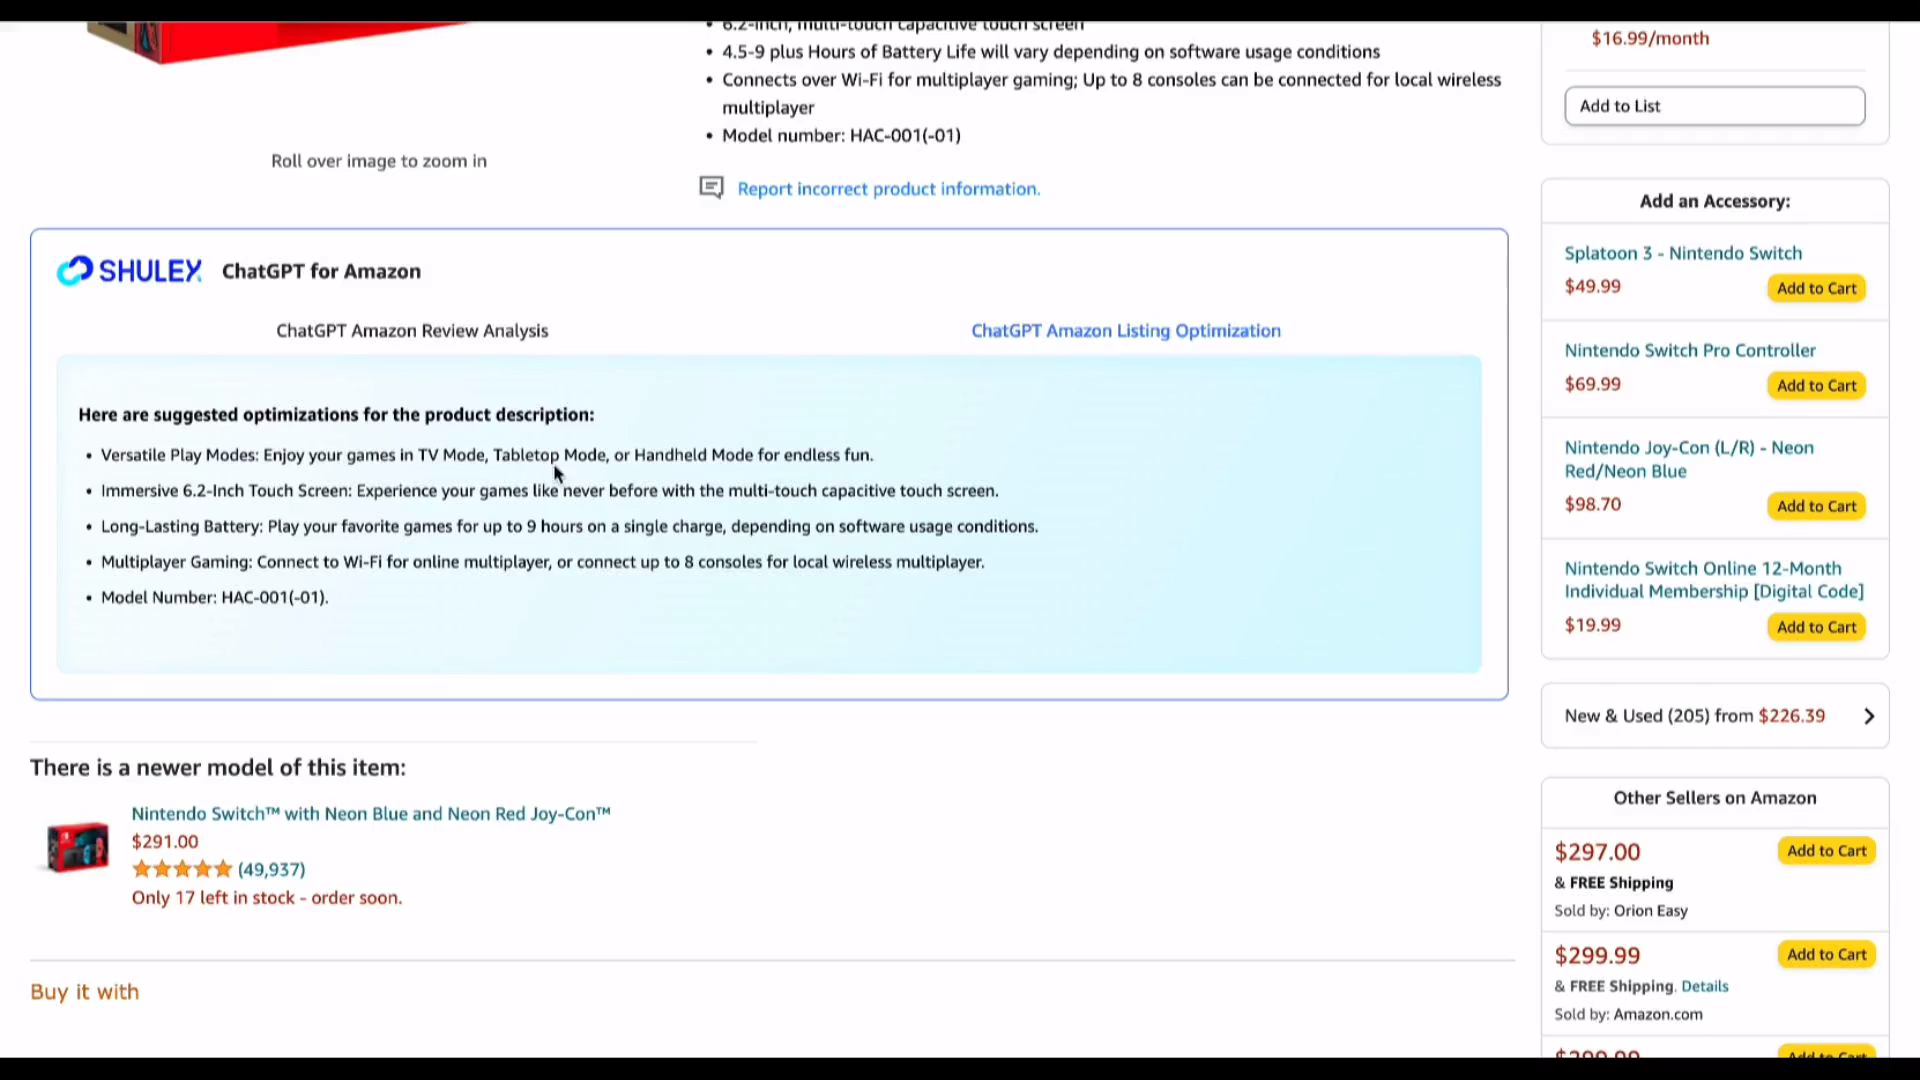 • 6.2-inch, multi-touch capacitive touch screen
• 4.5-9 plus Hours of Battery Life will vary depending on software usage conditions
• Connects over Wi-Fi for multiplayer gaming; Up to 8 consoles can be connected for local wireless
multiplayer
• Model number: HAC-001(-01)
Roll over image to zoom in
Report incorrect product information.
SHULEX ChatGPT for Amazon
ChatGPT Amazon Review Analysis
ChatGPT Amazon Listing Optimization
Here are suggested optimizations for the product description:
• Versatile Play Modes: Enjoy your games in TV Mode, Tabletop Mode, or Handheld Mode for endless fun.
• Immersive 6.2-Inch Touch Screen: Experience your games like never before with the multi-touch capacitive touch screen.
• Long-Lasting Battery: Play your favorite games for up to 9 hours on a single charge, depending on software usage conditions.
• Multiplayer Gaming: Connect to Wi-Fi for online multiplayer, or connect up to 8 consoles for local wireless multiplayer.
• Model Number: HAC-001(-01).
There is a newer model of this item:
Nintendo Switch™ with Neon Blue and Neon Red Joy-Con™
$291.00
(49,937)
Only 17 left in stock - order soon.
Buy it with
$16.99/month
Add to List
Add an Accessory:
Splatoon 3 - Nintendo Switch
$49.99 Add to Cart
Nintendo Switch Pro Controller
$69.99 Add to Cart
Nintendo Joy-Con (L/R) - Neon
Red/Neon Blue
$98.70 Add to Cart
Nintendo Switch Online 12-Month
Individual Membership [Digital Code]
$19.99 Add to Cart
New & Used (205) from $226.39
Other Sellers on Amazon
$297.00 Add to Cart
& FREE Shipping
Sold by: Orion Easy
$299.99 Add to Cart
& FREE Shipping. Details
Sold by: Amazon.com
Add to Cart